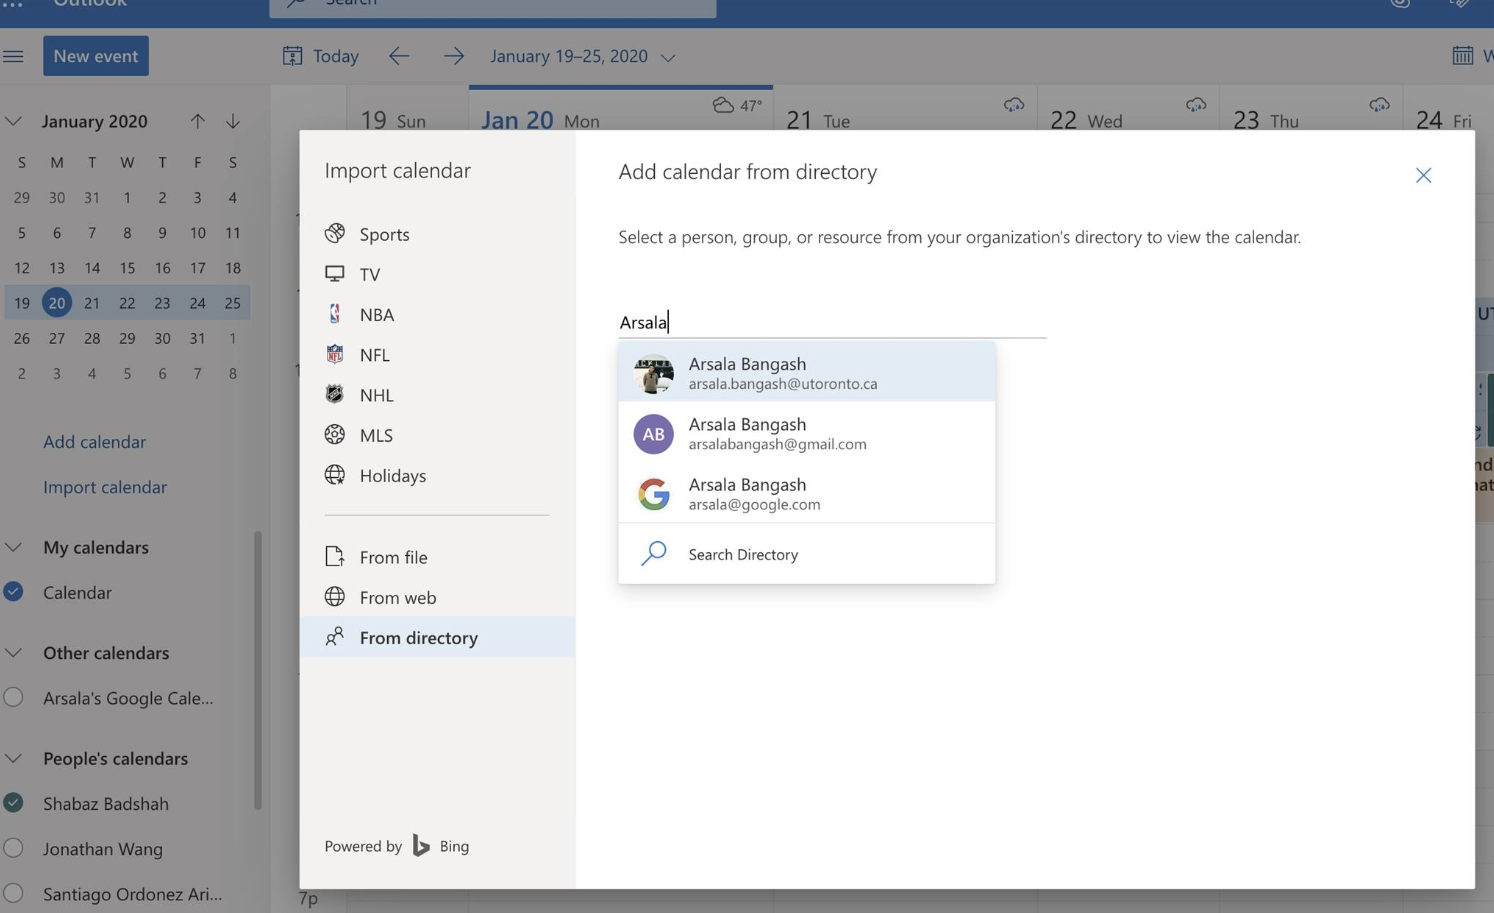 Outlook
Search
New event
Today
January 19–25, 2020
January 2020
S M T W T F S
29 30 31 1 2 3 4
5 6 7 8 9 10 11
12 13 14 15 16 17 18
19 20 21 22 23 24 25
26 27 28 29 30 31 1
2 3 4 5 6 7 8
Add calendar
Import calendar
My calendars
Calendar
Other calendars
Arsala's Google Cale...
People's calendars
Shabaz Badshah
Jonathan Wang
Santiago Ordonez Ari...
19 Sun
Jan 20 Mon
47°
21 Tue
22 Wed
23 Thu
24 Fri
Import calendar
Sports
TV
NBA
NFL
NHL
MLS
Holidays
From file
From web
From directory
Powered by Bing
Add calendar from directory
Select a person, group, or resource from your organization's directory to view the calendar.
Arsala
Arsala Bangash
arsala.bangash@utoronto.ca
AB
Arsala Bangash
arsalabangash@gmail.com
Arsala Bangash
arsala@google.com
Search Directory
7p